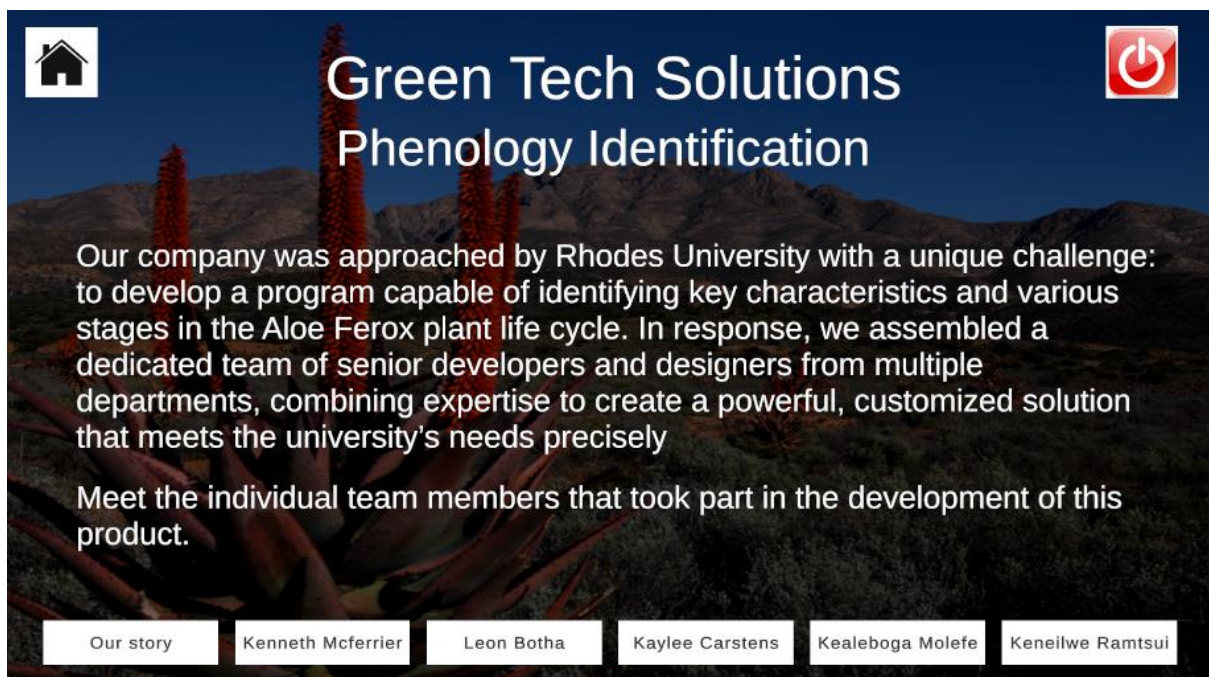 Green Tech Solutions
Phenology Identification
Our company was approached by Rhodes University with a unique challenge:
to develop a program capable of identifying key characteristics and various
stages in the Aloe Ferox plant life cycle. In response, we assembled a
dedicated team of senior developers and designers from multiple
departments, combining expertise to create a powerful, customized solution
that meets the university’s needs precisely
Meet the individual team members that took part in the development of this
product.
Our story
Kenneth Mcferrier
Leon Botha
Kaylee Carstens
Kealeboga Molefe
Keneilwe Ramtsui